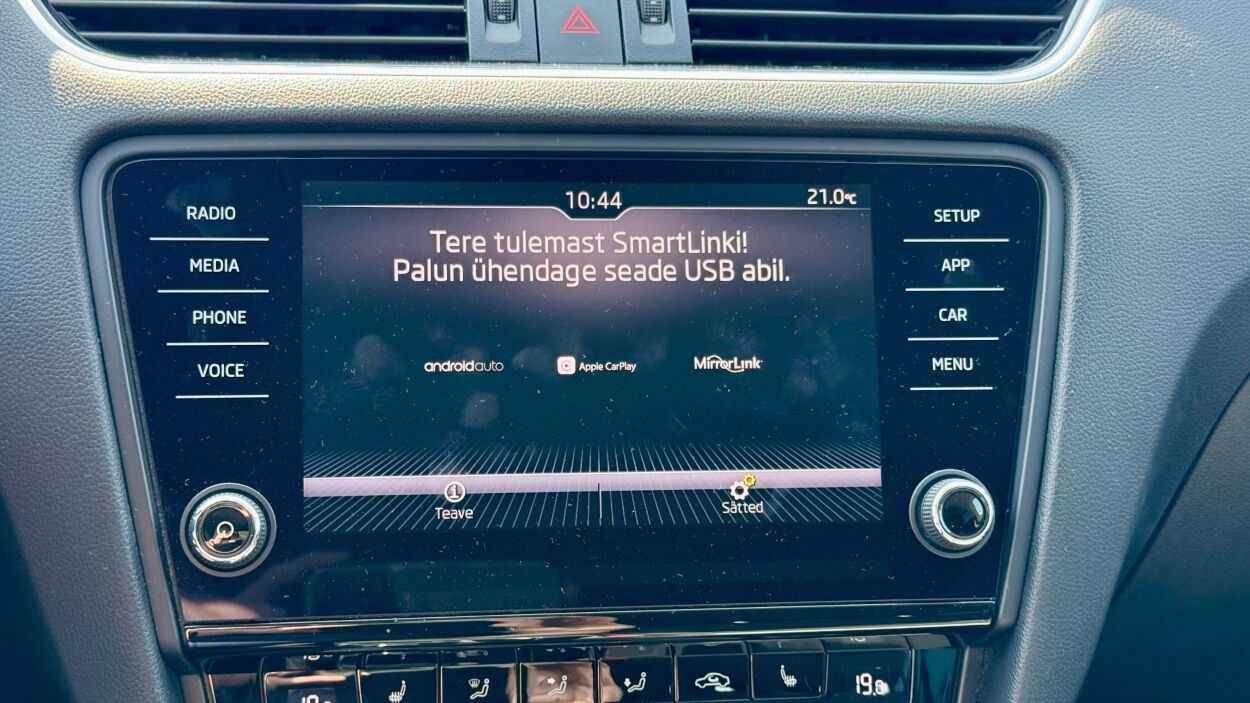 10:44
21.0°C
Tere tulemast SmartLinki!
Palun ühendage seade USB abil.
androidauto
Apple CarPlay
MirrorLink
Teave
Sätted
RADIO
MEDIA
PHONE
VOICE
SETUP
APP
CAR
MENU